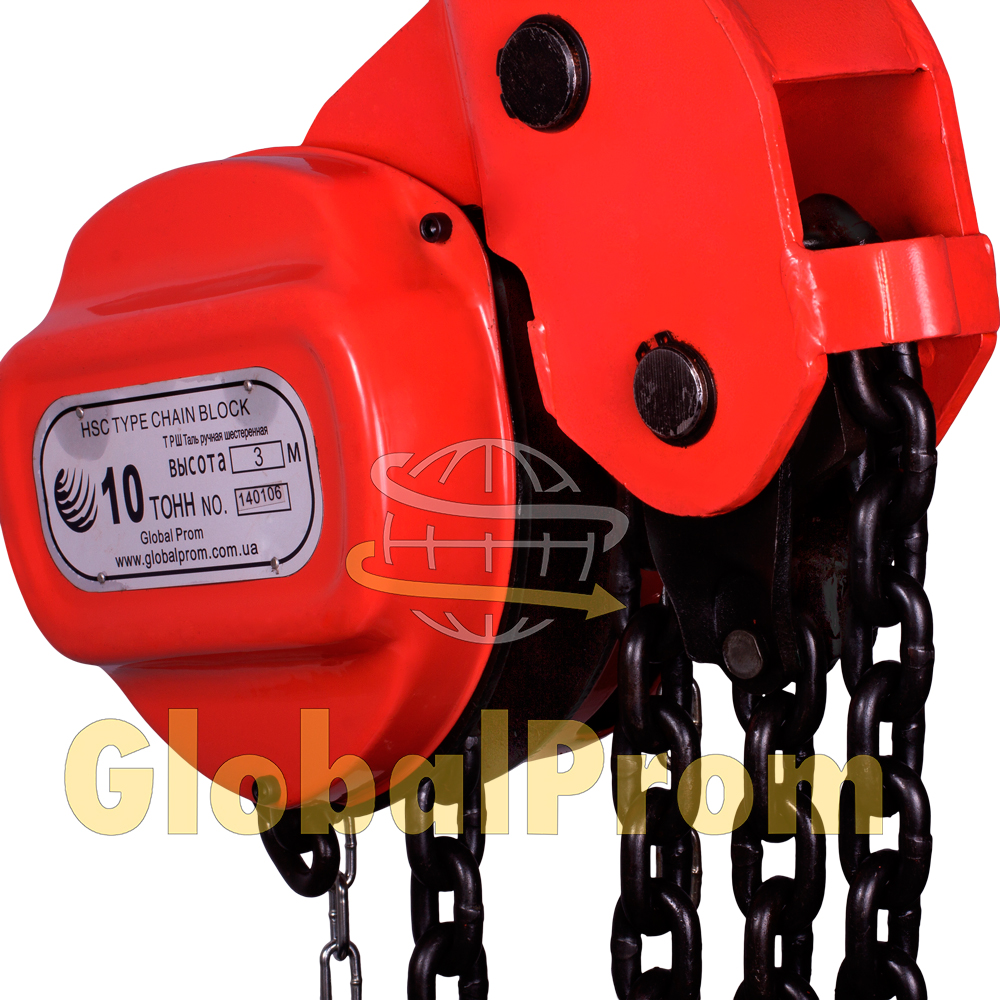 HSC TYPE CHAIN BLOCK
ТРШ Таль ручная шестеренная
ВЫСОТА 3 М
10 ТОНН NO. 140106
Global Prom
www.globalprom.com.ua
GlobalProm